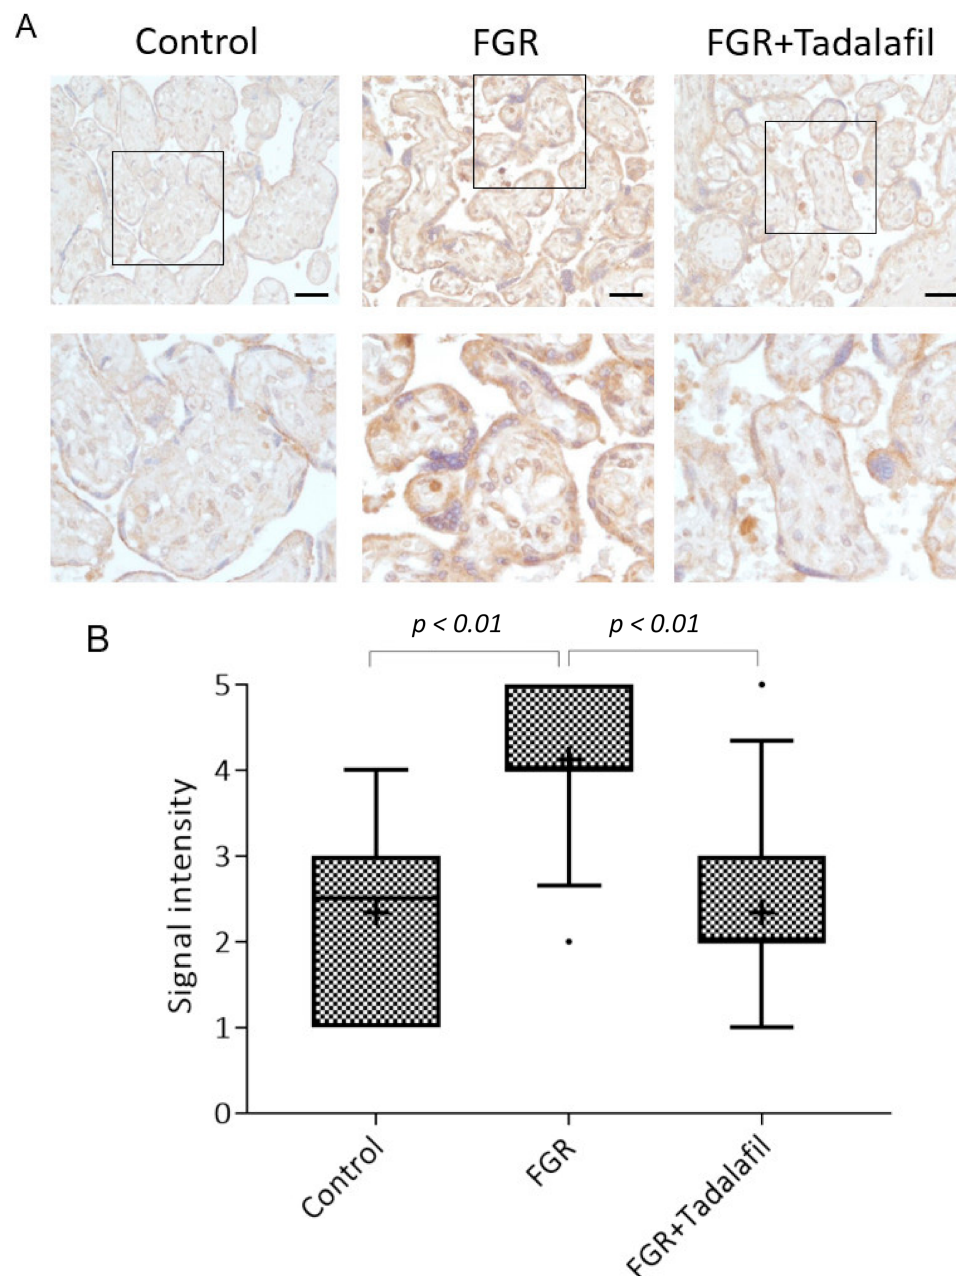 A
Control
FGR
FGR+Tadalafil
B
p < 0.01
p < 0.01
Signal intensity
5
4
3
2
1
0
Control
FGR
FGR+Tadalafil